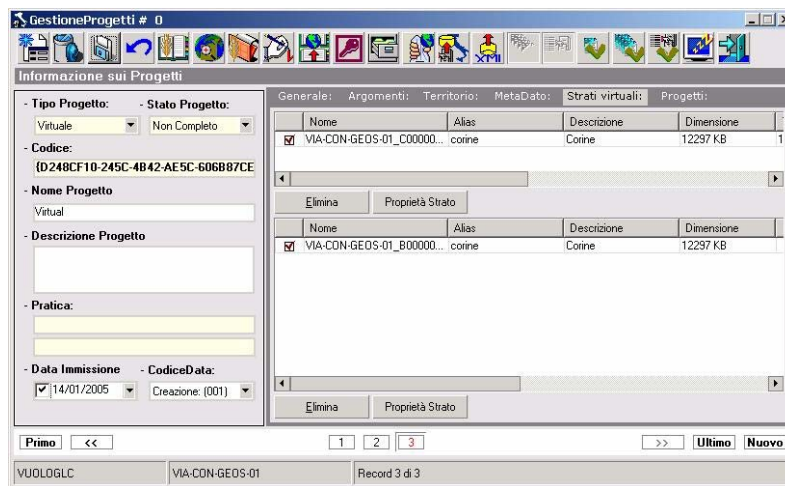 GestioneProgetti # 0
XMI
Informazione sui Progetti
- Tipo Progetto: - Stato Progetto:
Virtuale Non Completo
- Codice:
{D248CF10-245C-4B42-AE5C-606B87CE
- Nome Progetto
Virtual
- Descrizione Progetto
- Pratica:
- Data Immissione - CodiceData:
14/01/2005 Creazione: (001)
Generale: Argomenti: Territorio: MetaDato: Strati virtuali: Progetti:
Nome Alias Descrizione Dimensione
VIA-CON-GEOS-01_C00000... corine Corine 12297 KB 1
Elimina Proprietà Strato
Nome Alias Descrizione Dimensione
VIA-CON-GEOS-01_B00000... corine Corine 12297 KB
Elimina Proprietà Strato
Primo << 1 2 3 >> Ultimo Nuovo
VUOLOGLC VIA-CON-GEOS-01 Record 3 di 3